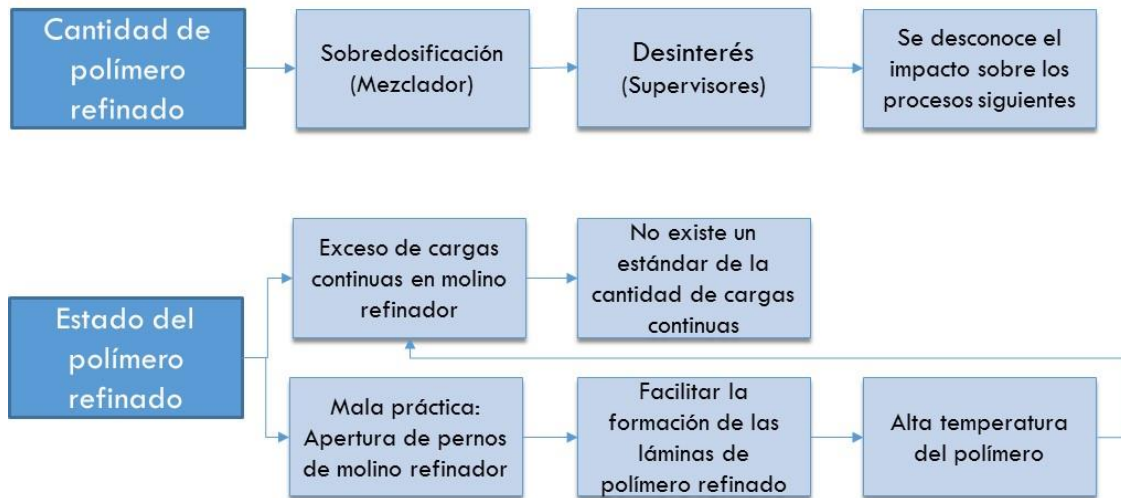 Cantidad de
polímero
refinado
Sobredosificación
(Mezclador)
Desinterés
(Supervisores)
Se desconoce el
impacto sobre los
procesos siguientes
Estado del
polímero
refinado
Exceso de cargas
continuas en molino
refinador
No existe un
estándar de la
cantidad de cargas
continuas
Mala práctica:
Apertura de pernos
de molino refinador
Facilitar la
formación de las
láminas de
polímero refinado
Alta temperatura
del polímero